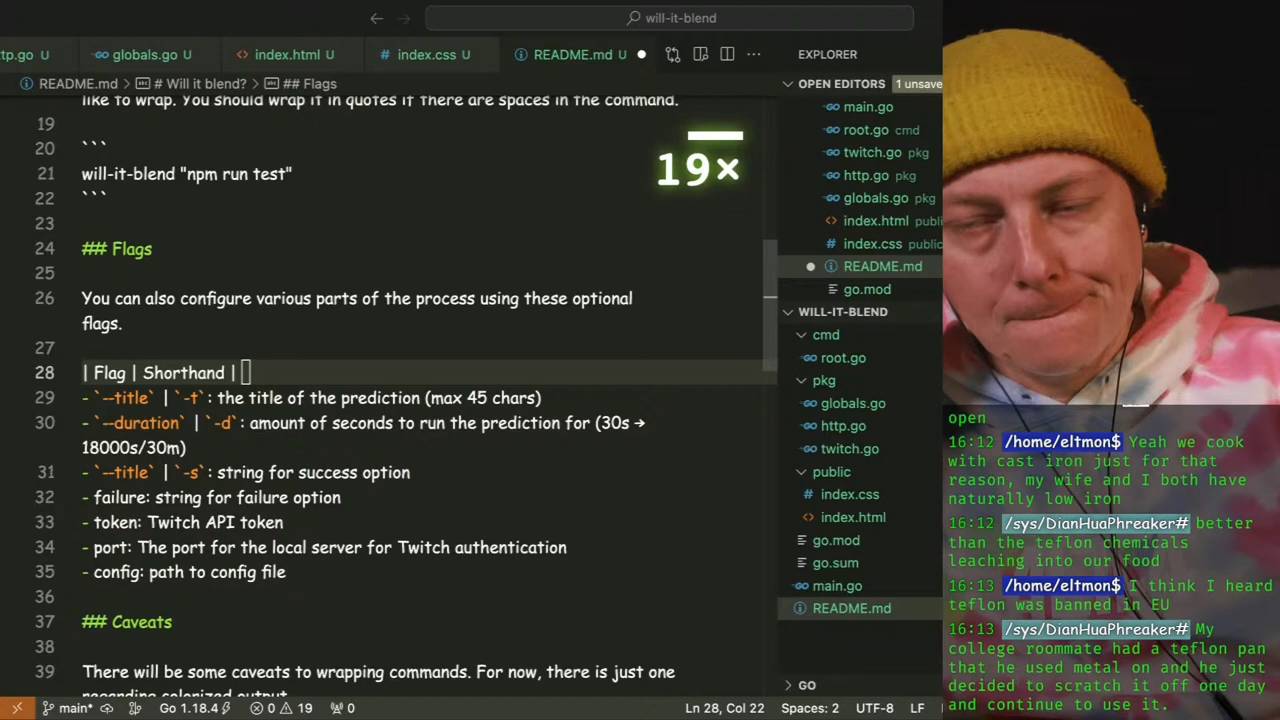 will-it-blend
tp.go U
globals.go U
index.html U
index.css U
README.md U
EXPLORER
README.md > # Will it blend? > ## Flags
OPEN EDITORS 1 unsave
like to wrap. You should wrap it in quotes if there are spaces in the command.
19
20 ```
21 will-it-blend "npm run test"
22 ```
23
24 ## Flags
25
26 You can also configure various parts of the process using these optional
flags.
27
28 | Flag | Shorthand |
29 - `--title` | `-t`: the title of the prediction (max 45 chars)
30 - `--duration` | `-d`: amount of seconds to run the prediction for (30s →
18000s/30m)
31 - `--title` | `-s`: string for success option
32 - failure: string for failure option
33 - token: Twitch API token
34 - port: The port for the local server for Twitch authentication
35 - config: path to config file
36
37 ## Caveats
38
39 There will be some caveats to wrapping commands. For now, there is just one
regarding colorized output.
19×
main.go
root.go cmd
twitch.go pkg
http.go pkg
globals.go pkg
index.html publi
index.css public
README.md
go.mod
WILL-IT-BLEND
cmd
root.go
pkg
globals.go
http.go
twitch.go
public
index.css
index.html
go.mod
go.sum
main.go
README.md
GO
open
16:12 /home/eltmon$ Yeah we cook
with cast iron just for that
reason, my wife and I both have
naturally low iron
16:12 /sys/DianHuaPhreaker# better
than the teflon chemicals
leaching into our food
16:13 /home/eltmon$ I think I heard
teflon was banned in EU
16:13 /sys/DianHuaPhreaker# My
college roommate had a teflon pan
that he used metal on and he just
decided to scratch it off one day
and continue to use it.
main* Go 1.18.4 0 19 0 Ln 28, Col 22 Spaces: 2 UTF-8 LF